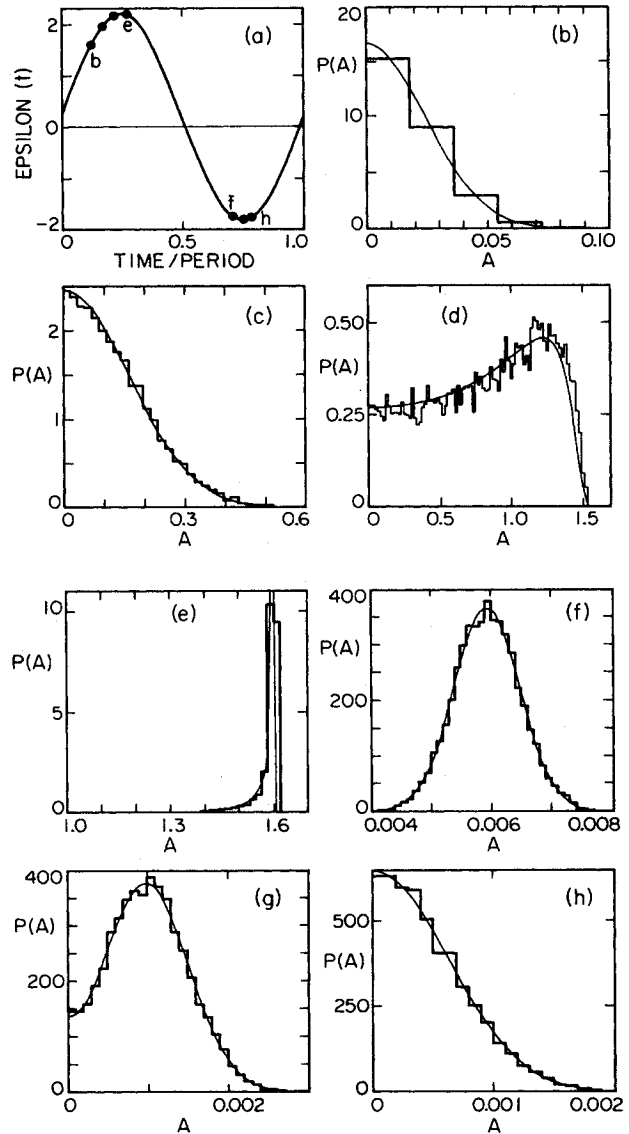 (a)
EPSILON (t)
2
0
-2
b
e
f
h
0
0.5
1.0
TIME/PERIOD
(b)
P(A)
20
15
10
5
0
0
0.05
0.10
A
(c)
P(A)
2
1
0
0
0.3
0.6
A
(d)
P(A)
0.50
0.25
0
0
0.5
1.0
1.5
A
(e)
P(A)
10
5
0
1.0
1.3
1.6
A
(f)
P(A)
400
200
0
0.004
0.006
0.008
A
(g)
P(A)
400
200
0
0
0.002
A
(h)
P(A)
500
250
0
0
0.001
0.002
A